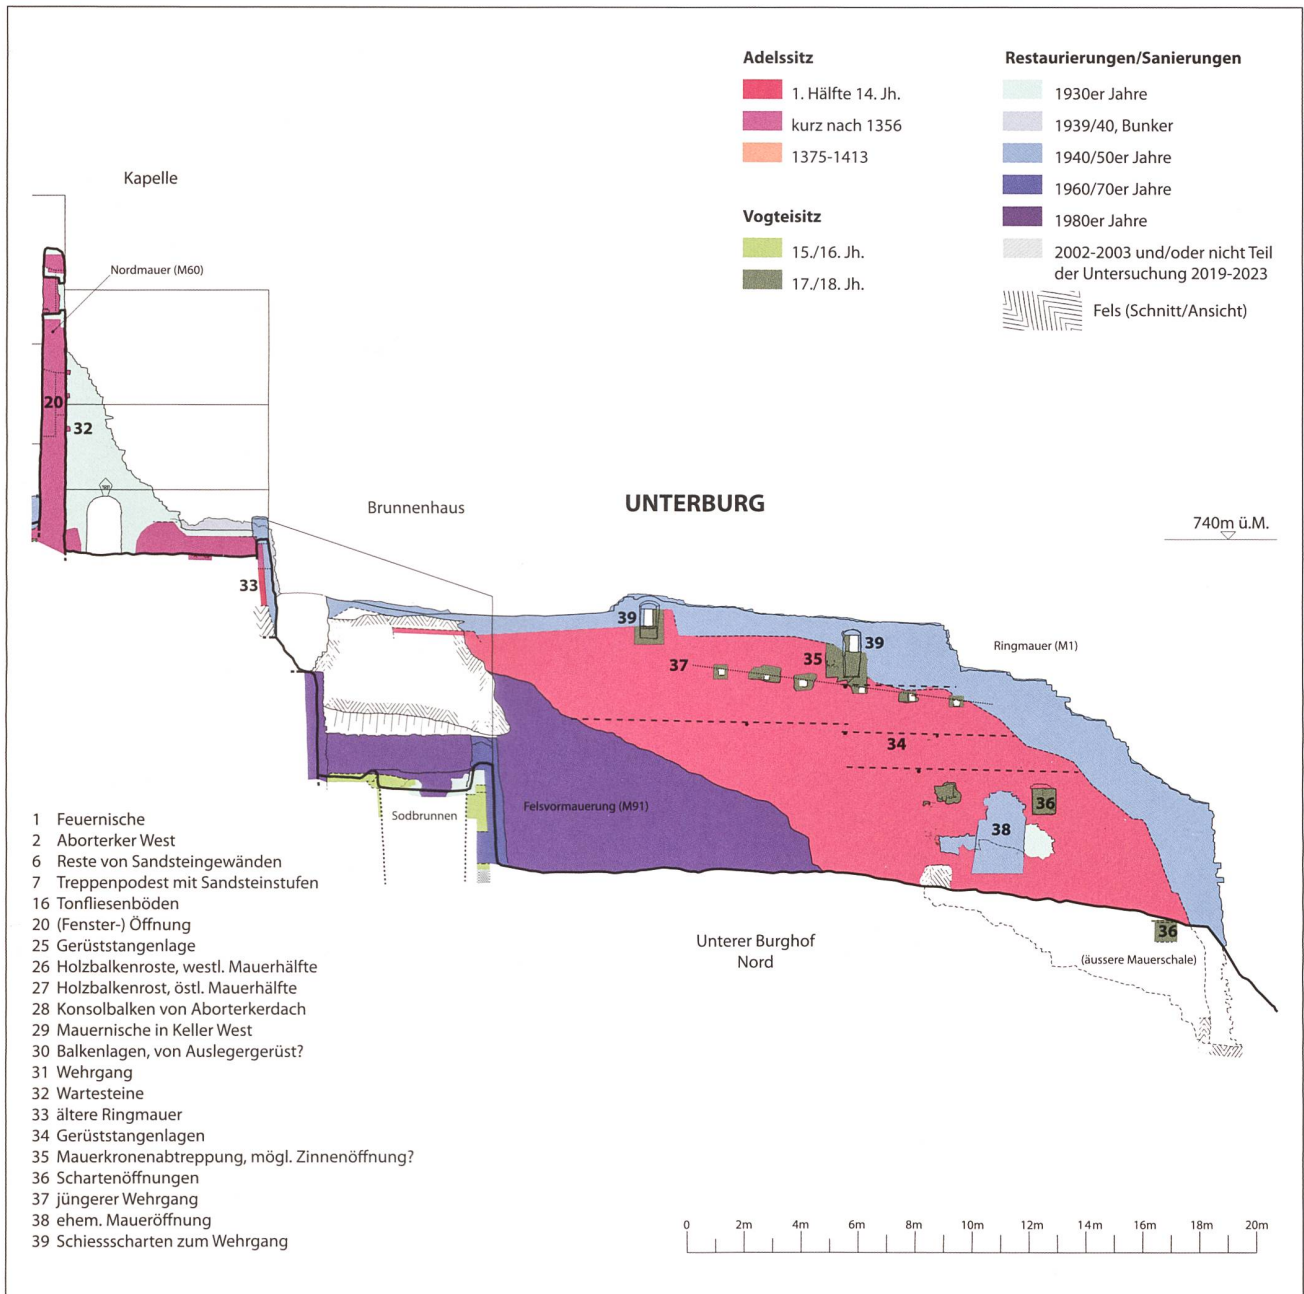 Adelssitz
1. Hälfte 14. Jh.
kurz nach 1356
1375-1413
Vogteisitz
15./16. Jh.
17./18. Jh.
Restaurierungen/Sanierungen
1930er Jahre
1939/40, Bunker
1940/50er Jahre
1960/70er Jahre
1980er Jahre
2002-2003 und/oder nicht Teil
der Untersuchung 2019-2023
Fels (Schnitt/Ansicht)
Kapelle
Nordmauer (M60)
20
32
Brunnenhaus
UNTERBURG
740m ü.M.
33
39
39
35
37
Ringmauer (M1)
34
36
38
Felsvormauerung (M91)
Sodbrunnen
36
Unterer Burghof
Nord
(äussere Mauerschale)
1 Feuernische
2 Aborterker West
6 Reste von Sandsteingewänden
7 Treppenpodest mit Sandsteinstufen
16 Tonfliesenböden
20 (Fenster-) Öffnung
25 Gerüststangenlage
26 Holzbalkenroste, westl. Mauerhälfte
27 Holzbalkenrost, östl. Mauerhälfte
28 Konsolbalken von Aborterkerdach
29 Mauernische in Keller West
30 Balkenlagen, von Auslegergerüst?
31 Wehrgang
32 Wartesteine
33 ältere Ringmauer
34 Gerüststangenlagen
35 Mauerkronenabtreppung, mögl. Zinnenöffnung?
36 Schartenöffnungen
37 jüngerer Wehrgang
38 ehem. Maueröffnung
39 Schiessscharten zum Wehrgang
0 2m 4m 6m 8m 10m 12m 14m 16m 18m 20m